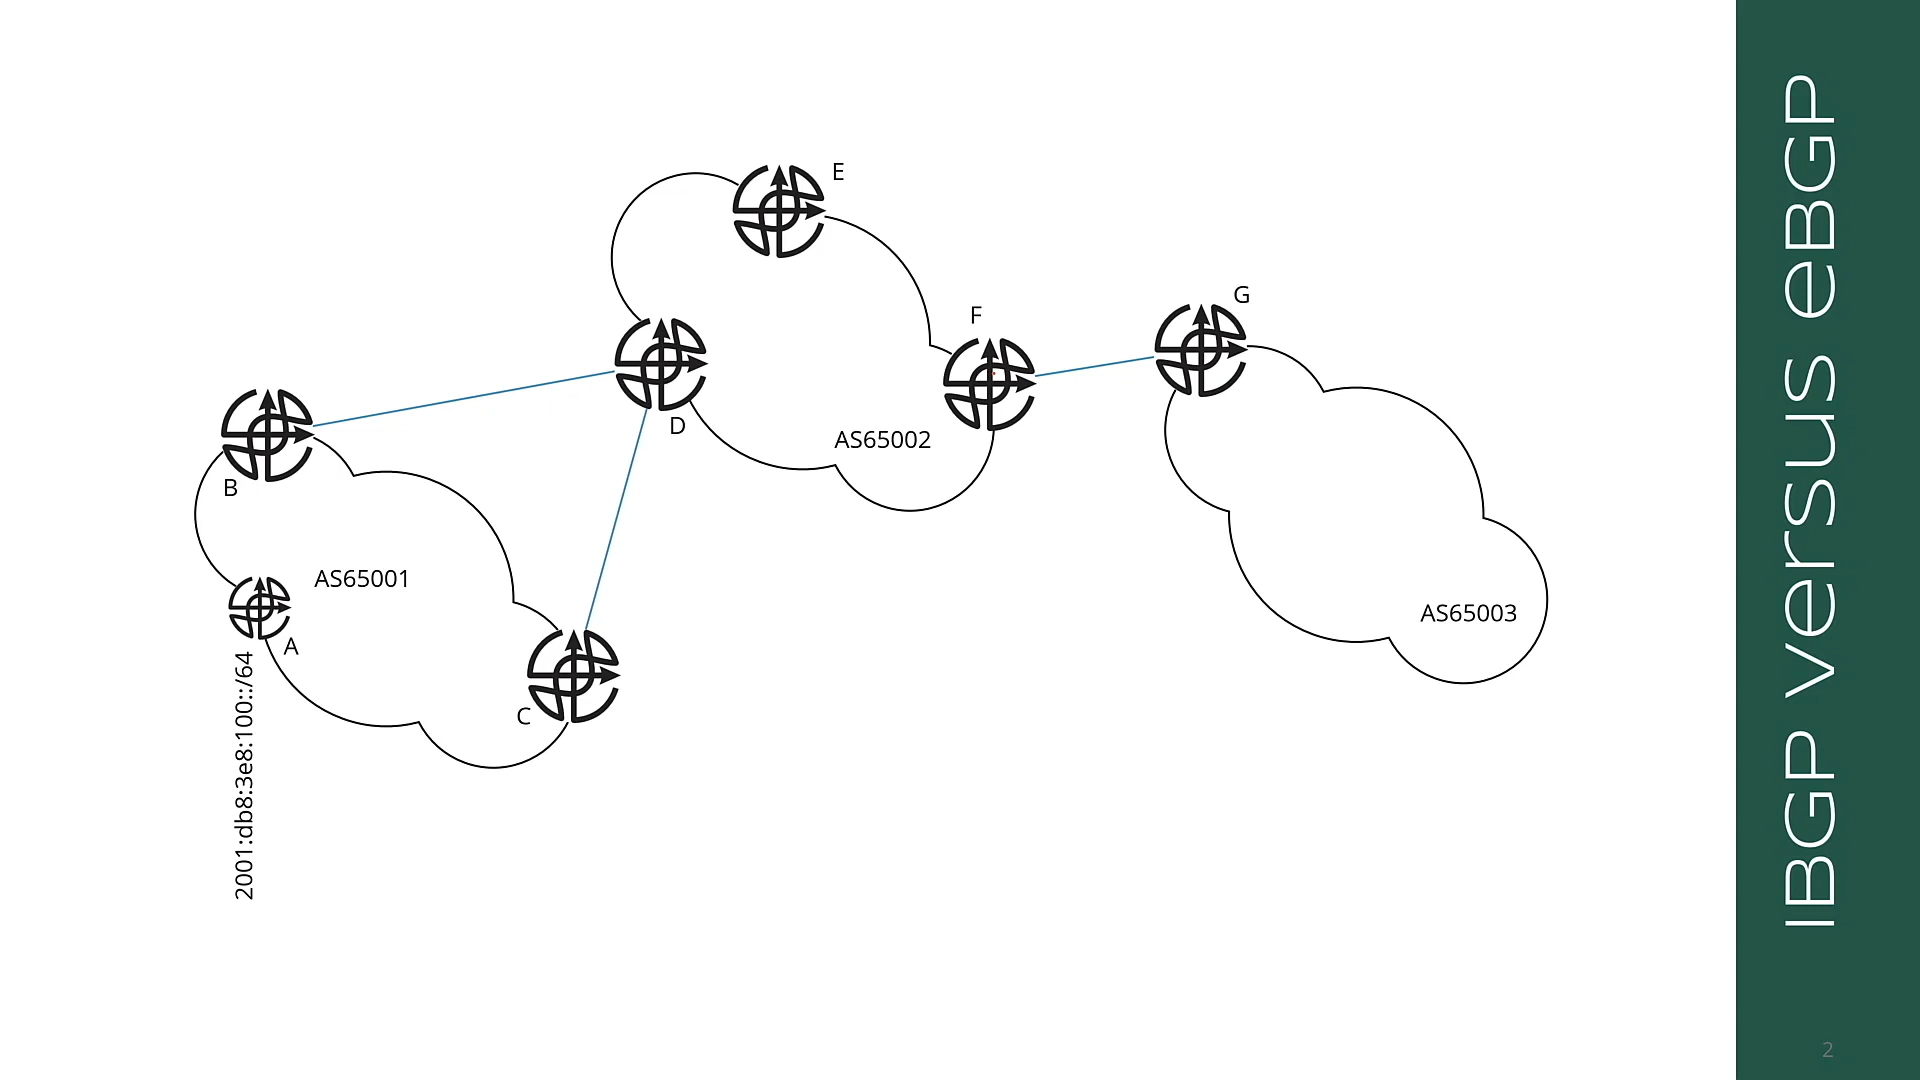 IBGP versus eBGP
E
G
F
D
AS65002
B
AS65001
AS65003
A
C
2001:db8:3e8:100::/64
2